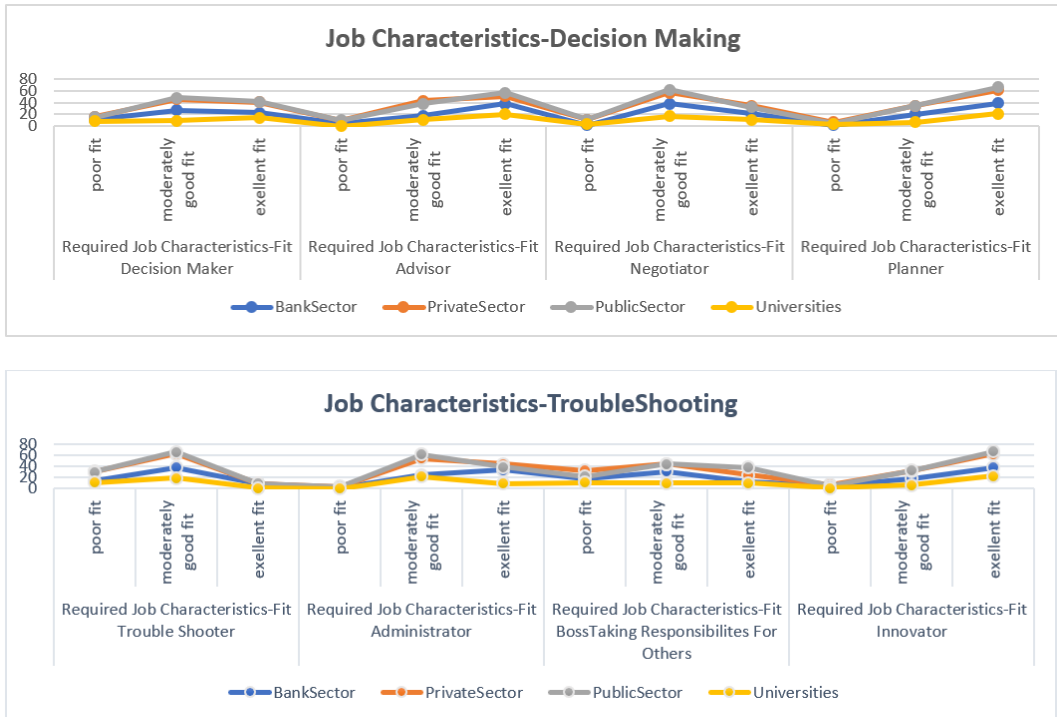 Job Characteristics-Decision Making
80
60
40
20
0
poor fit
moderately
good fit
exellent fit
poor fit
moderately
good fit
exellent fit
poor fit
moderately
good fit
exellent fit
poor fit
moderately
good fit
exellent fit
Required Job Characteristics-Fit
Decision Maker
Required Job Characteristics-Fit
Advisor
Required Job Characteristics-Fit
Negotiator
Required Job Characteristics-Fit
Planner
BankSector PrivateSector PublicSector Universities
Job Characteristics-TroubleShooting
80
60
40
20
0
poor fit
moderately
good fit
exellent fit
poor fit
moderately
good fit
exellent fit
poor fit
moderately
good fit
exellent fit
poor fit
moderately
good fit
exellent fit
Required Job Characteristics-Fit
Trouble Shooter
Required Job Characteristics-Fit
Administrator
Required Job Characteristics-Fit
BossTaking Responsibilites For
Others
Required Job Characteristics-Fit
Innovator
BankSector PrivateSector PublicSector Universities